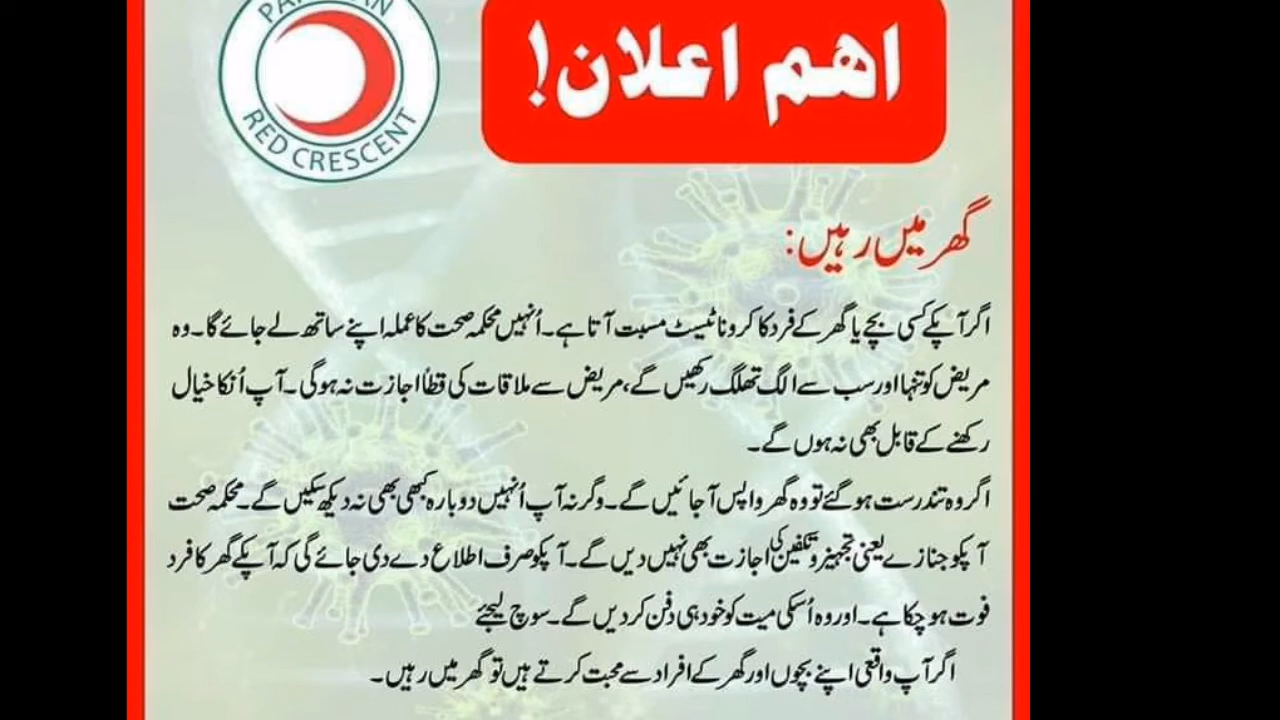 PAKISTAN
RED CRESCENT
اہم اعلان!
گھر میں رہیں:
اگر آپکے کسی بچے یا گھر کے فرد کا کرونا ٹیسٹ مسبت آتا ہے۔ اُنہیں محکمہ صحت کا عملہ اپنے ساتھ لے جائے گا۔ وہ
مریض کو تنہا اور سب سے الگ تھلگ رکھیں گے، مریض سے ملاقات کی قطاً اجازت نہ ہوگی۔ آپ اُنکا خیال
رکھنے کے قابل بھی نہ ہوں گے۔
اگر وہ تندرست ہو گئے تو وہ گھر واپس آجائیں گے۔ وگرنہ آپ اُنہیں دوبارہ کبھی بھی نہ دیکھ سکیں گے۔ محکمہ صحت
آپکو جنازے یعنی تجہیز و تکفین کی اجازت بھی نہیں دیں گے۔ آپکو صرف اطلاع دے دی جائے گی کہ آپکے گھر کا فرد
فوت ہو چکا ہے۔ اور وہ اُسکی میت کو خود ہی دفن کر دیں گے۔ سوچ لیجئے
اگر آپ واقعی اپنے بچوں اور گھر کے افراد سے محبت کرتے ہیں تو گھر میں رہیں۔